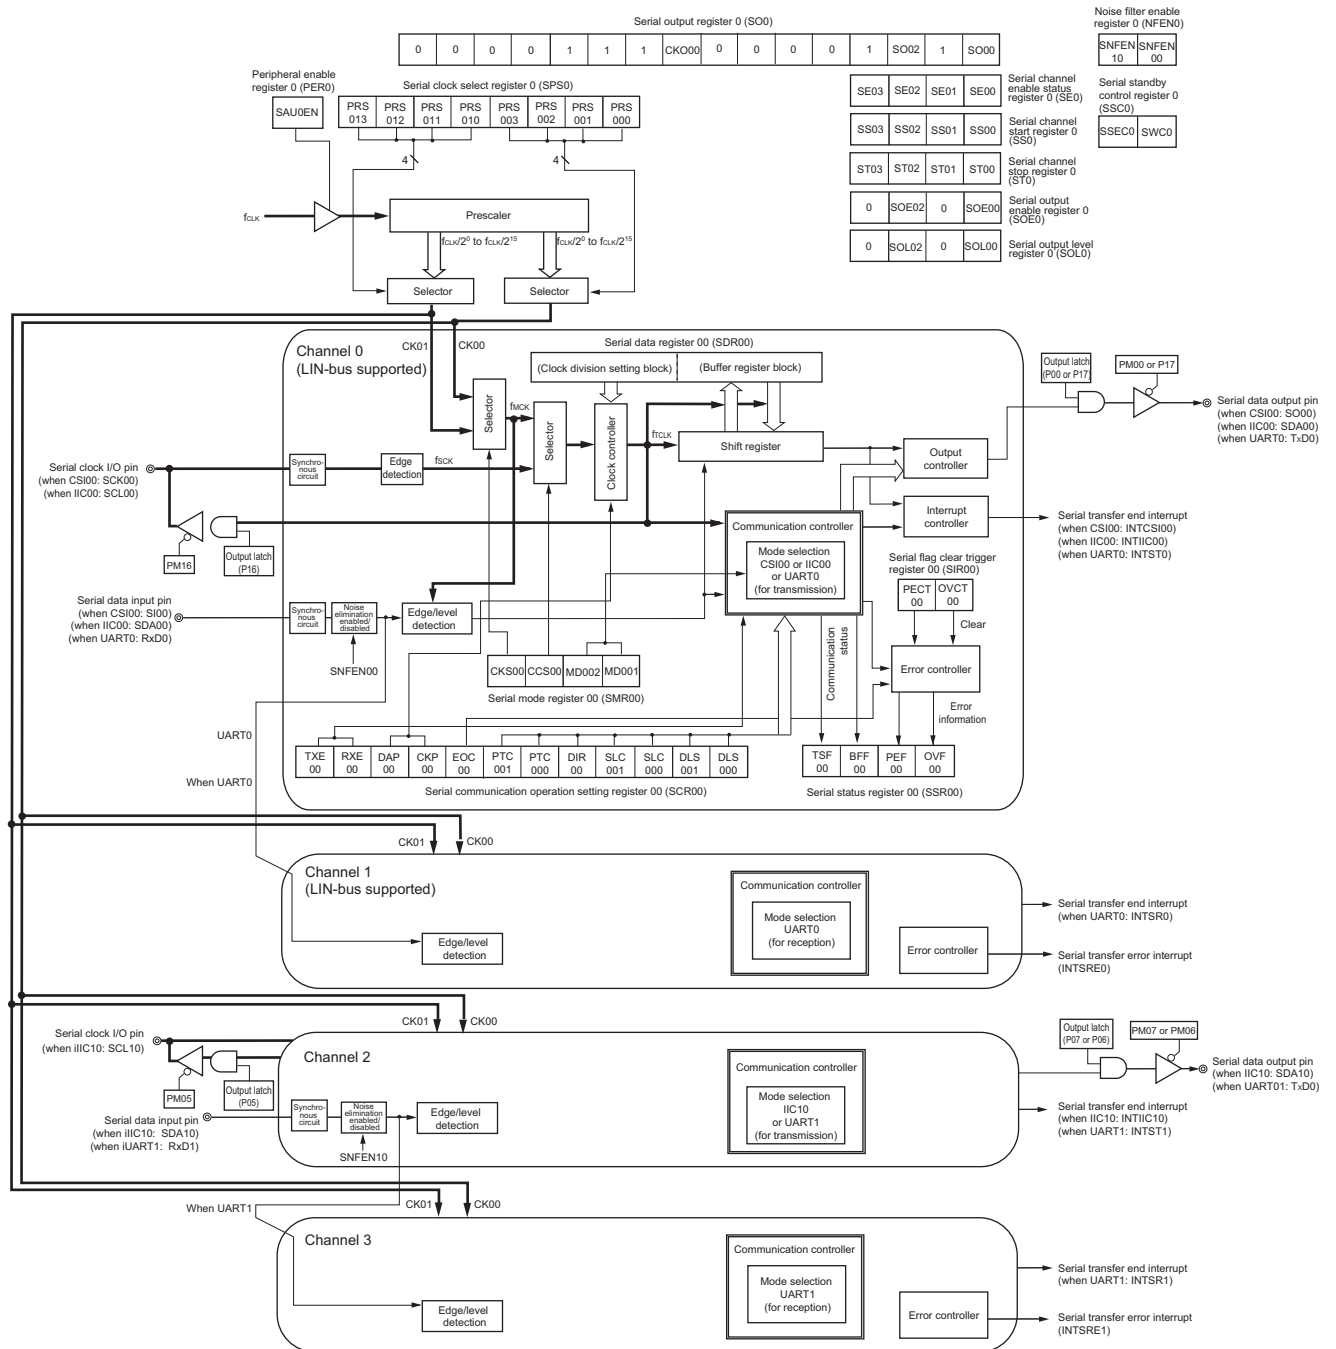 Serial output register 0 (SO0)
0 0 0 0 1 1 1 CKO00 0 0 0 0 1 SO02 1 SO00
Noise filter enable
register 0 (NFEN0)
SNFEN
10
SNFEN
00
Peripheral enable
register 0 (PER0)
SAU0EN
Serial clock select register 0 (SPS0)
PRS
013
PRS
012
PRS
011
PRS
010
PRS
003
PRS
002
PRS
001
PRS
000
4
4
SE03 SE02 SE01 SE00
Serial channel
enable status
register 0 (SE0)
Serial standby
control register 0
(SSC0)
SSEC0 SWC0
SS03 SS02 SS01 SS00
Serial channel
start register 0
(SS0)
ST03 ST02 ST01 ST00
Serial channel
stop register 0
(ST0)
0 SOE02 0 SOE00
Serial output
enable register 0
(SOE0)
0 SOL02 0 SOL00
Serial output level
register 0 (SOL0)
fCLK
Prescaler
fCLK/2⁰ to fCLK/2¹⁵
fCLK/2⁰ to fCLK/2¹⁵
Selector
Selector
Channel 0
(LIN-bus supported)
CK01
CK00
Serial data register 00 (SDR00)
(Clock division setting block)
(Buffer register block)
Selector
fMCK
Selector
Clock controller
fTCLK
Shift register
Output
controller
Interrupt
controller
Output latch
(P00 or P17)
PM00 or P17
Serial data output pin
(when CSI00: SO00)
(when IIC00: SDA00)
(when UART0: TxD0)
Serial clock I/O pin
(when CSI00: SCK00)
(when IIC00: SCL00)
Synchro-
nous
circuit
Edge
detection
fSCK
PM16
Output latch
(P16)
Communication controller
Mode selection
CSI00 or IIC00
or UART0
(for transmission)
Serial transfer end interrupt
(when CSI00: INTCSI00)
(when IIC00: INTIIC00)
(when UART0: INTST0)
Serial flag clear trigger
register 00 (SIR00)
PECT
00
OVCT
00
Clear
Error controller
Error
information
Communication
status
Serial data input pin
(when CSI00: SI00)
(when IIC00: SDA00)
(when UART0: RxD0)
Synchro-
nous
circuit
Noise
elimination
enabled/
disabled
Edge/level
detection
SNFEN00
CKS00 CCS00 MD002 MD001
Serial mode register 00 (SMR00)
UART0
When UART0
TXE
00
RXE
00
DAP
00
CKP
00
EOC
00
PTC
001
PTC
000
DIR
00
SLC
001
SLC
000
DLS
001
DLS
000
Serial communication operation setting register 00 (SCR00)
TSF
00
BFF
00
PEF
00
OVF
00
Serial status register 00 (SSR00)
CK01
CK00
Channel 1
(LIN-bus supported)
Communication controller
Mode selection
UART0
(for reception)
Edge/level
detection
Error controller
Serial transfer end interrupt
(when UART0: INTSR0)
Serial transfer error interrupt
(INTSRE0)
CK01
CK00
Serial clock I/O pin
(when iIIC10: SCL10)
PM05
Output latch
(P05)
Channel 2
Communication controller
Mode selection
IIC10
or UART1
(for transmission)
Output latch
(P07 or P06)
PM07 or PM06
Serial data output pin
(when IIC10: SDA10)
(when UART01: TxD0)
Serial data input pin
(when iIIC10: SDA10)
(when iUART1: RxD1)
Synchro-
nous
circuit
Noise
elimination
enabled/
disabled
Edge/level
detection
SNFEN10
Serial transfer end interrupt
(when IIC10: INTIIC10)
(when UART1: INTST1)
When UART1
CK01
CK00
Channel 3
Communication controller
Mode selection
UART1
(for reception)
Edge/level
detection
Error controller
Serial transfer end interrupt
(when UART1: INTSR1)
Serial transfer error interrupt
(INTSRE1)